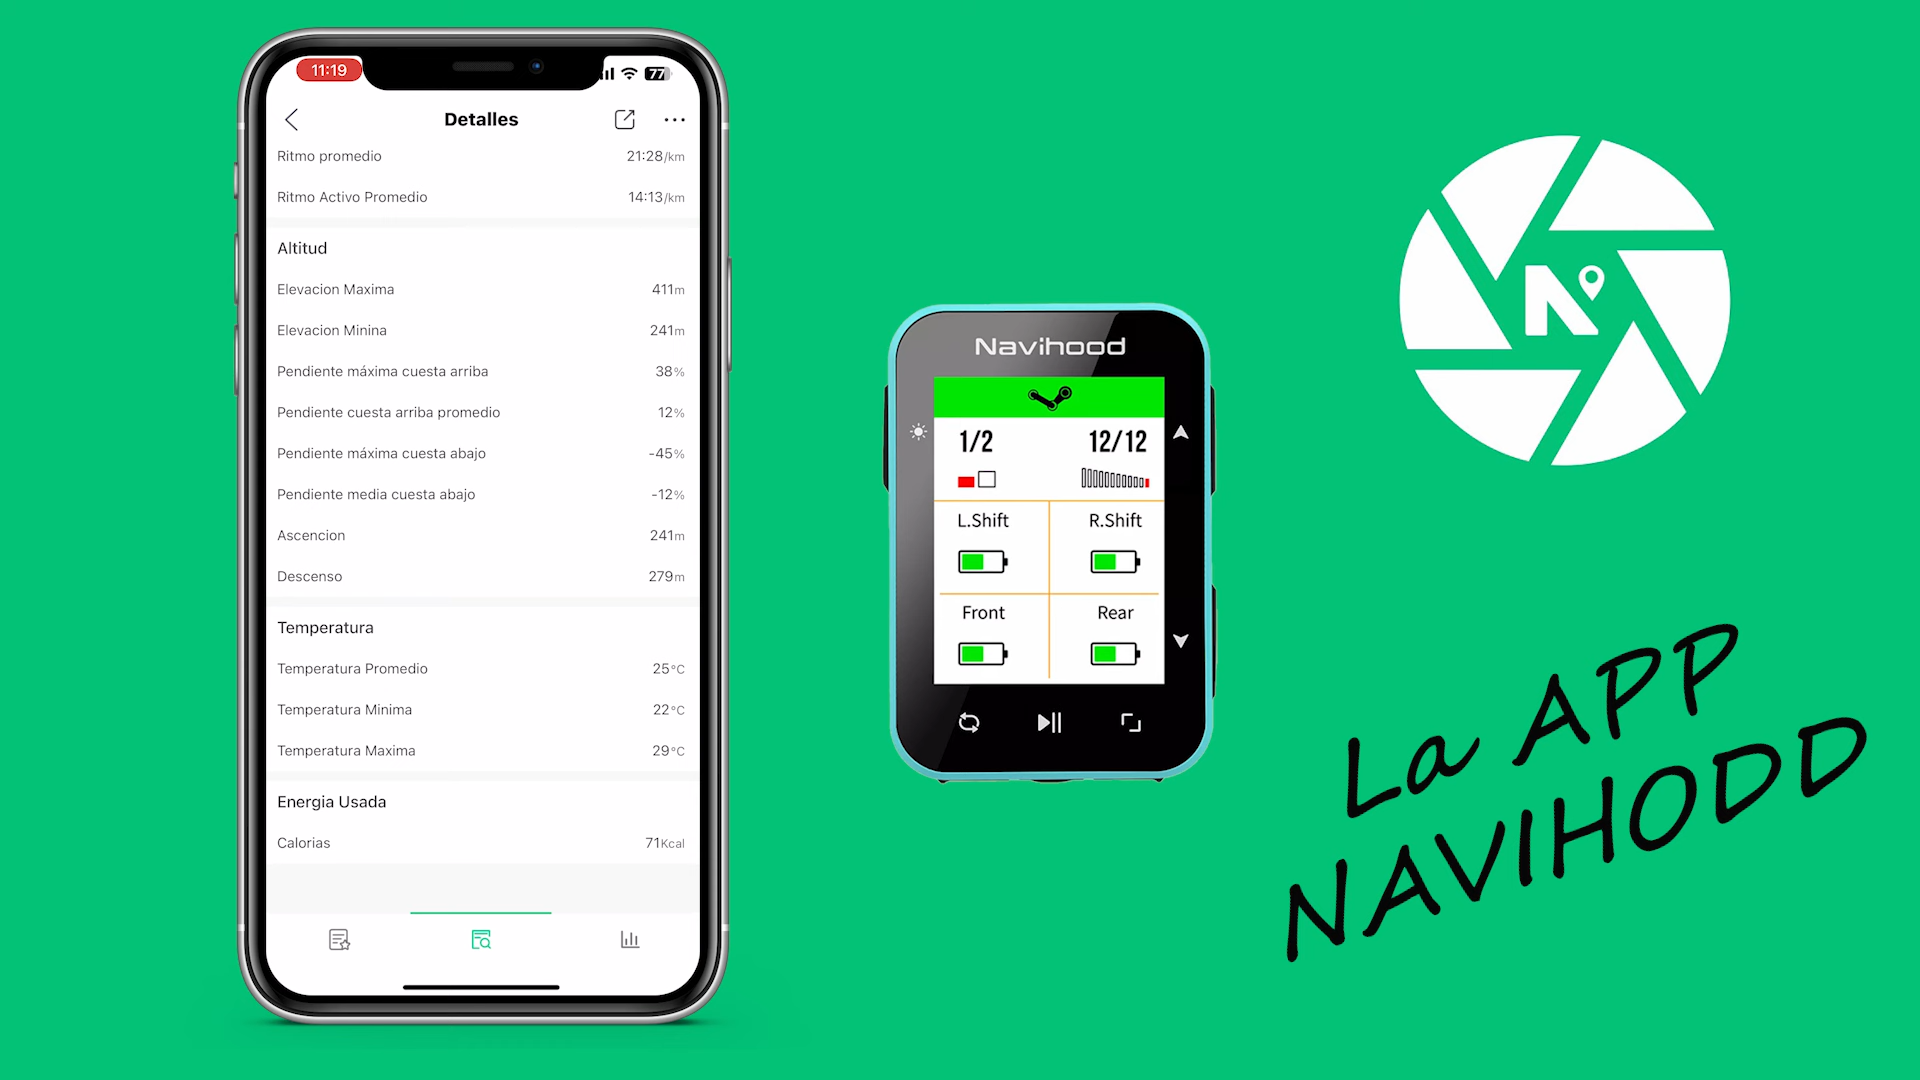 11:19
77
Detalles
Ritmo promedio 21:28/km
Ritmo Activo Promedio 14:13/km
Altitud
Elevacion Maxima 411m
Elevacion Minina 241m
Pendiente máxima cuesta arriba 38%
Pendiente cuesta arriba promedio 12%
Pendiente máxima cuesta abajo -45%
Pendiente media cuesta abajo -12%
Ascencion 241m
Descenso 279m
Temperatura
Temperatura Promedio 25°C
Temperatura Minima 22°C
Temperatura Maxima 29°C
Energia Usada
Calorias 71Kcal
Navihood
1/2 12/12
L.Shift R.Shift
Front Rear
N
La APP
NAVIHODD